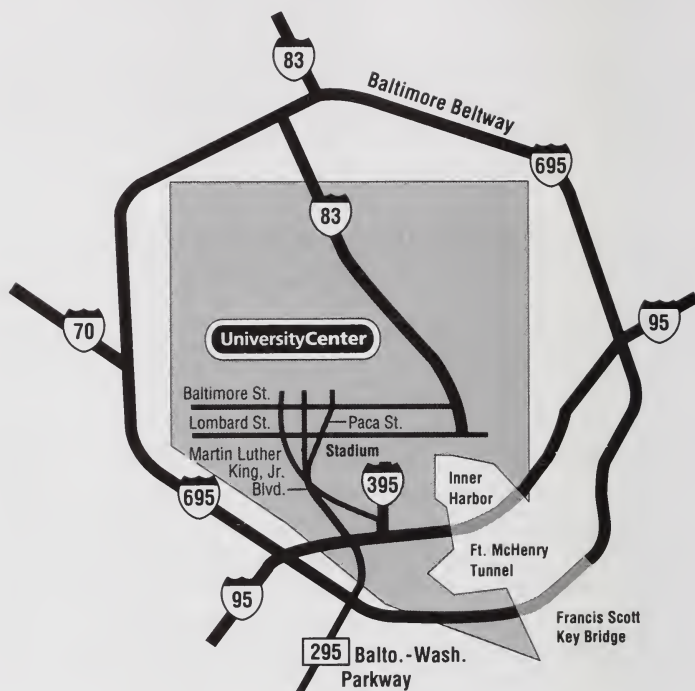 83
Baltimore Beltway
695
83
70
95
UniversityCenter
Baltimore St.
Lombard St.
Paca St.
Martin Luther
King, Jr.
Blvd.
Stadium
395
Inner
Harbor
695
Ft. McHenry
Tunnel
95
Francis Scott
Key Bridge
295 Balto.-Wash.
Parkway